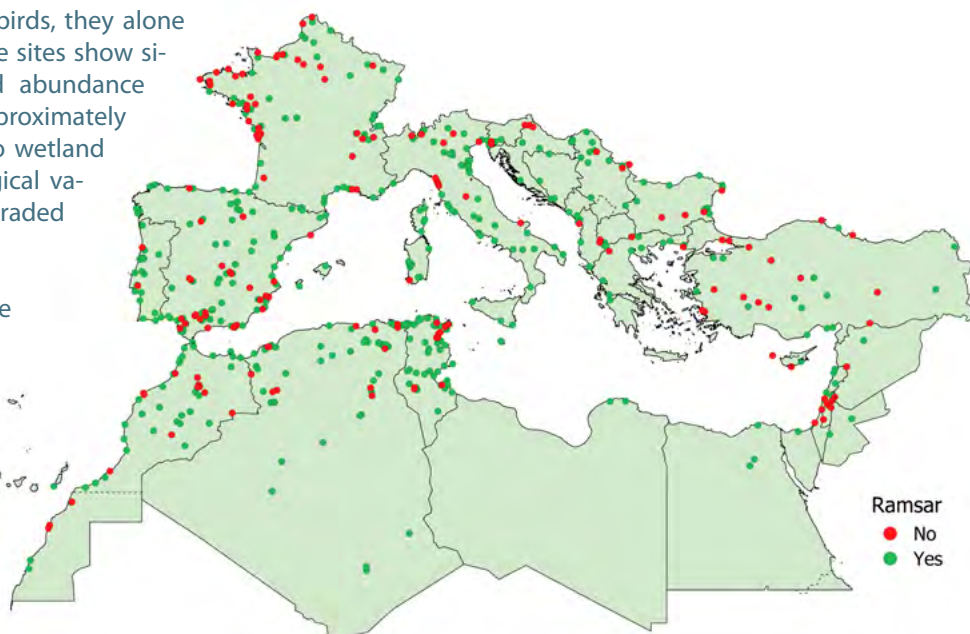 birds, they alone
e sites show si-
d abundance
proximately
o wetland
gical va-
raded
e
Ramsar
No
Yes